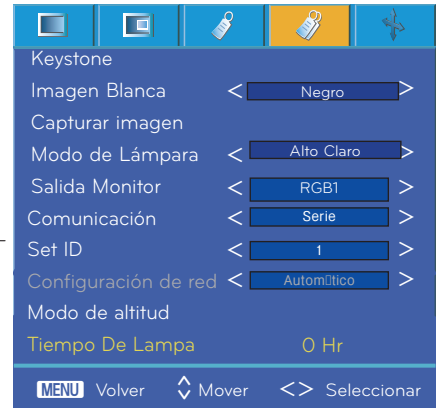 Keystone
Imagen Blanca < Negro >
Capturar imagen
Modo de Lámpara < Alto Claro >
Salida Monitor < RGB1 >
Comunicación < Serie >
Set ID < 1 >
Configuración de red < Autom▯tico >
Modo de altitud
Tiempo De Lampa 0 Hr
MENU Volver Mover <> Seleccionar